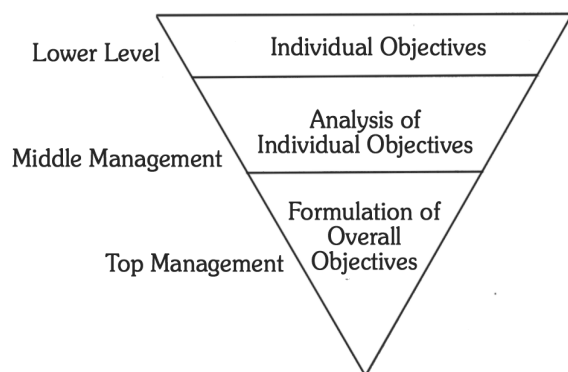 Lower Level
Individual Objectives
Middle Management
Analysis of
Individual Objectives
Top Management
Formulation of
Overall
Objectives